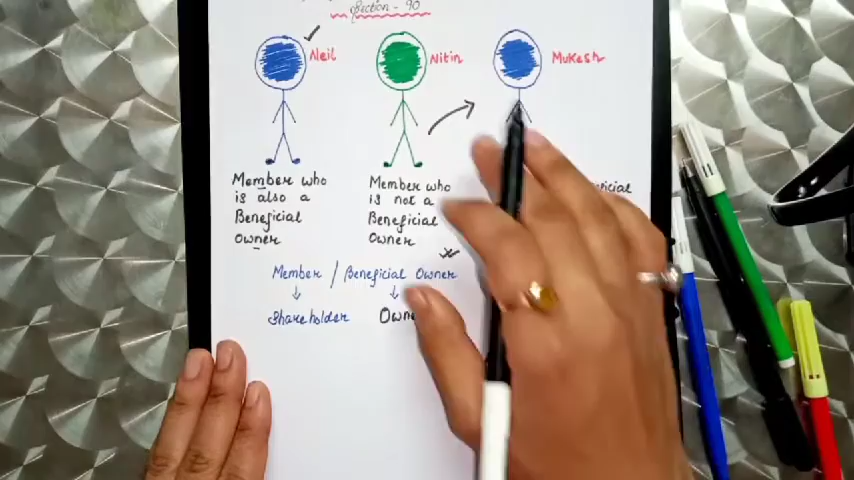 Section - 90
Neil
Nitin
Mukesh
Member who
is also a
Beneficial
Owner
Member who
is not a
Beneficial
Owner
Member / Beneficial Owner
Shareholder